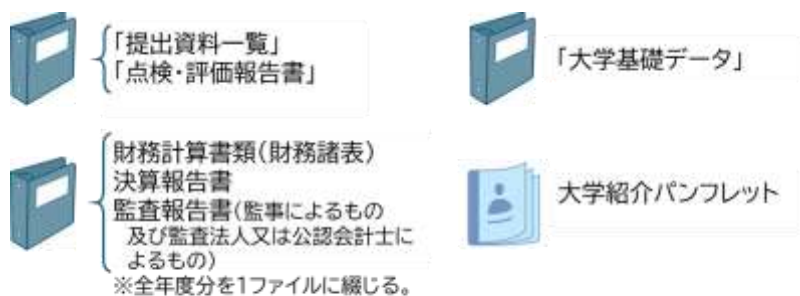 「提出資料一覧」
「点検・評価報告書」
「大学基礎データ」
財務計算書類(財務諸表)
決算報告書
監査報告書(監事によるもの
及び監査法人又は公認会計士に
よるもの)
※全年度分を1ファイルに綴じる。
大学紹介パンフレット